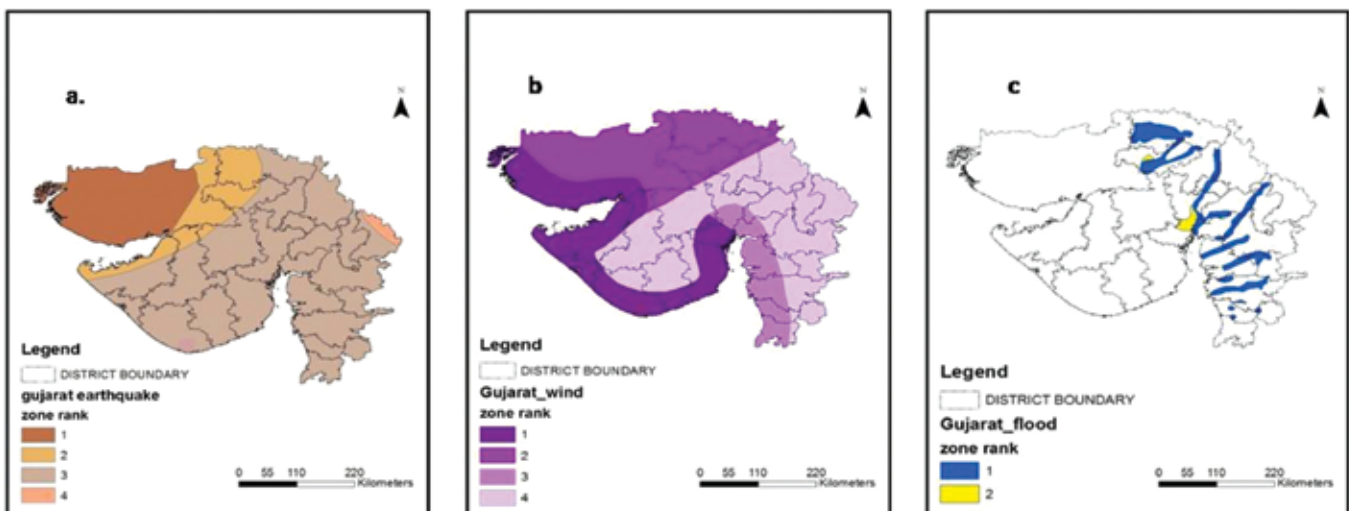 a.
N
Legend
DISTRICT BOUNDARY
gujarat earthquake
zone rank
1
2
3
4
0 55 110 220
Kilometers
b
N
Legend
DISTRICT BOUNDARY
Gujarat_wind
zone rank
1
2
3
4
0 55 110 220
Kilometers
c
N
Legend
DISTRICT BOUNDARY
Gujarat_flood
zone rank
1
2
0 55 110 220
Kilometers